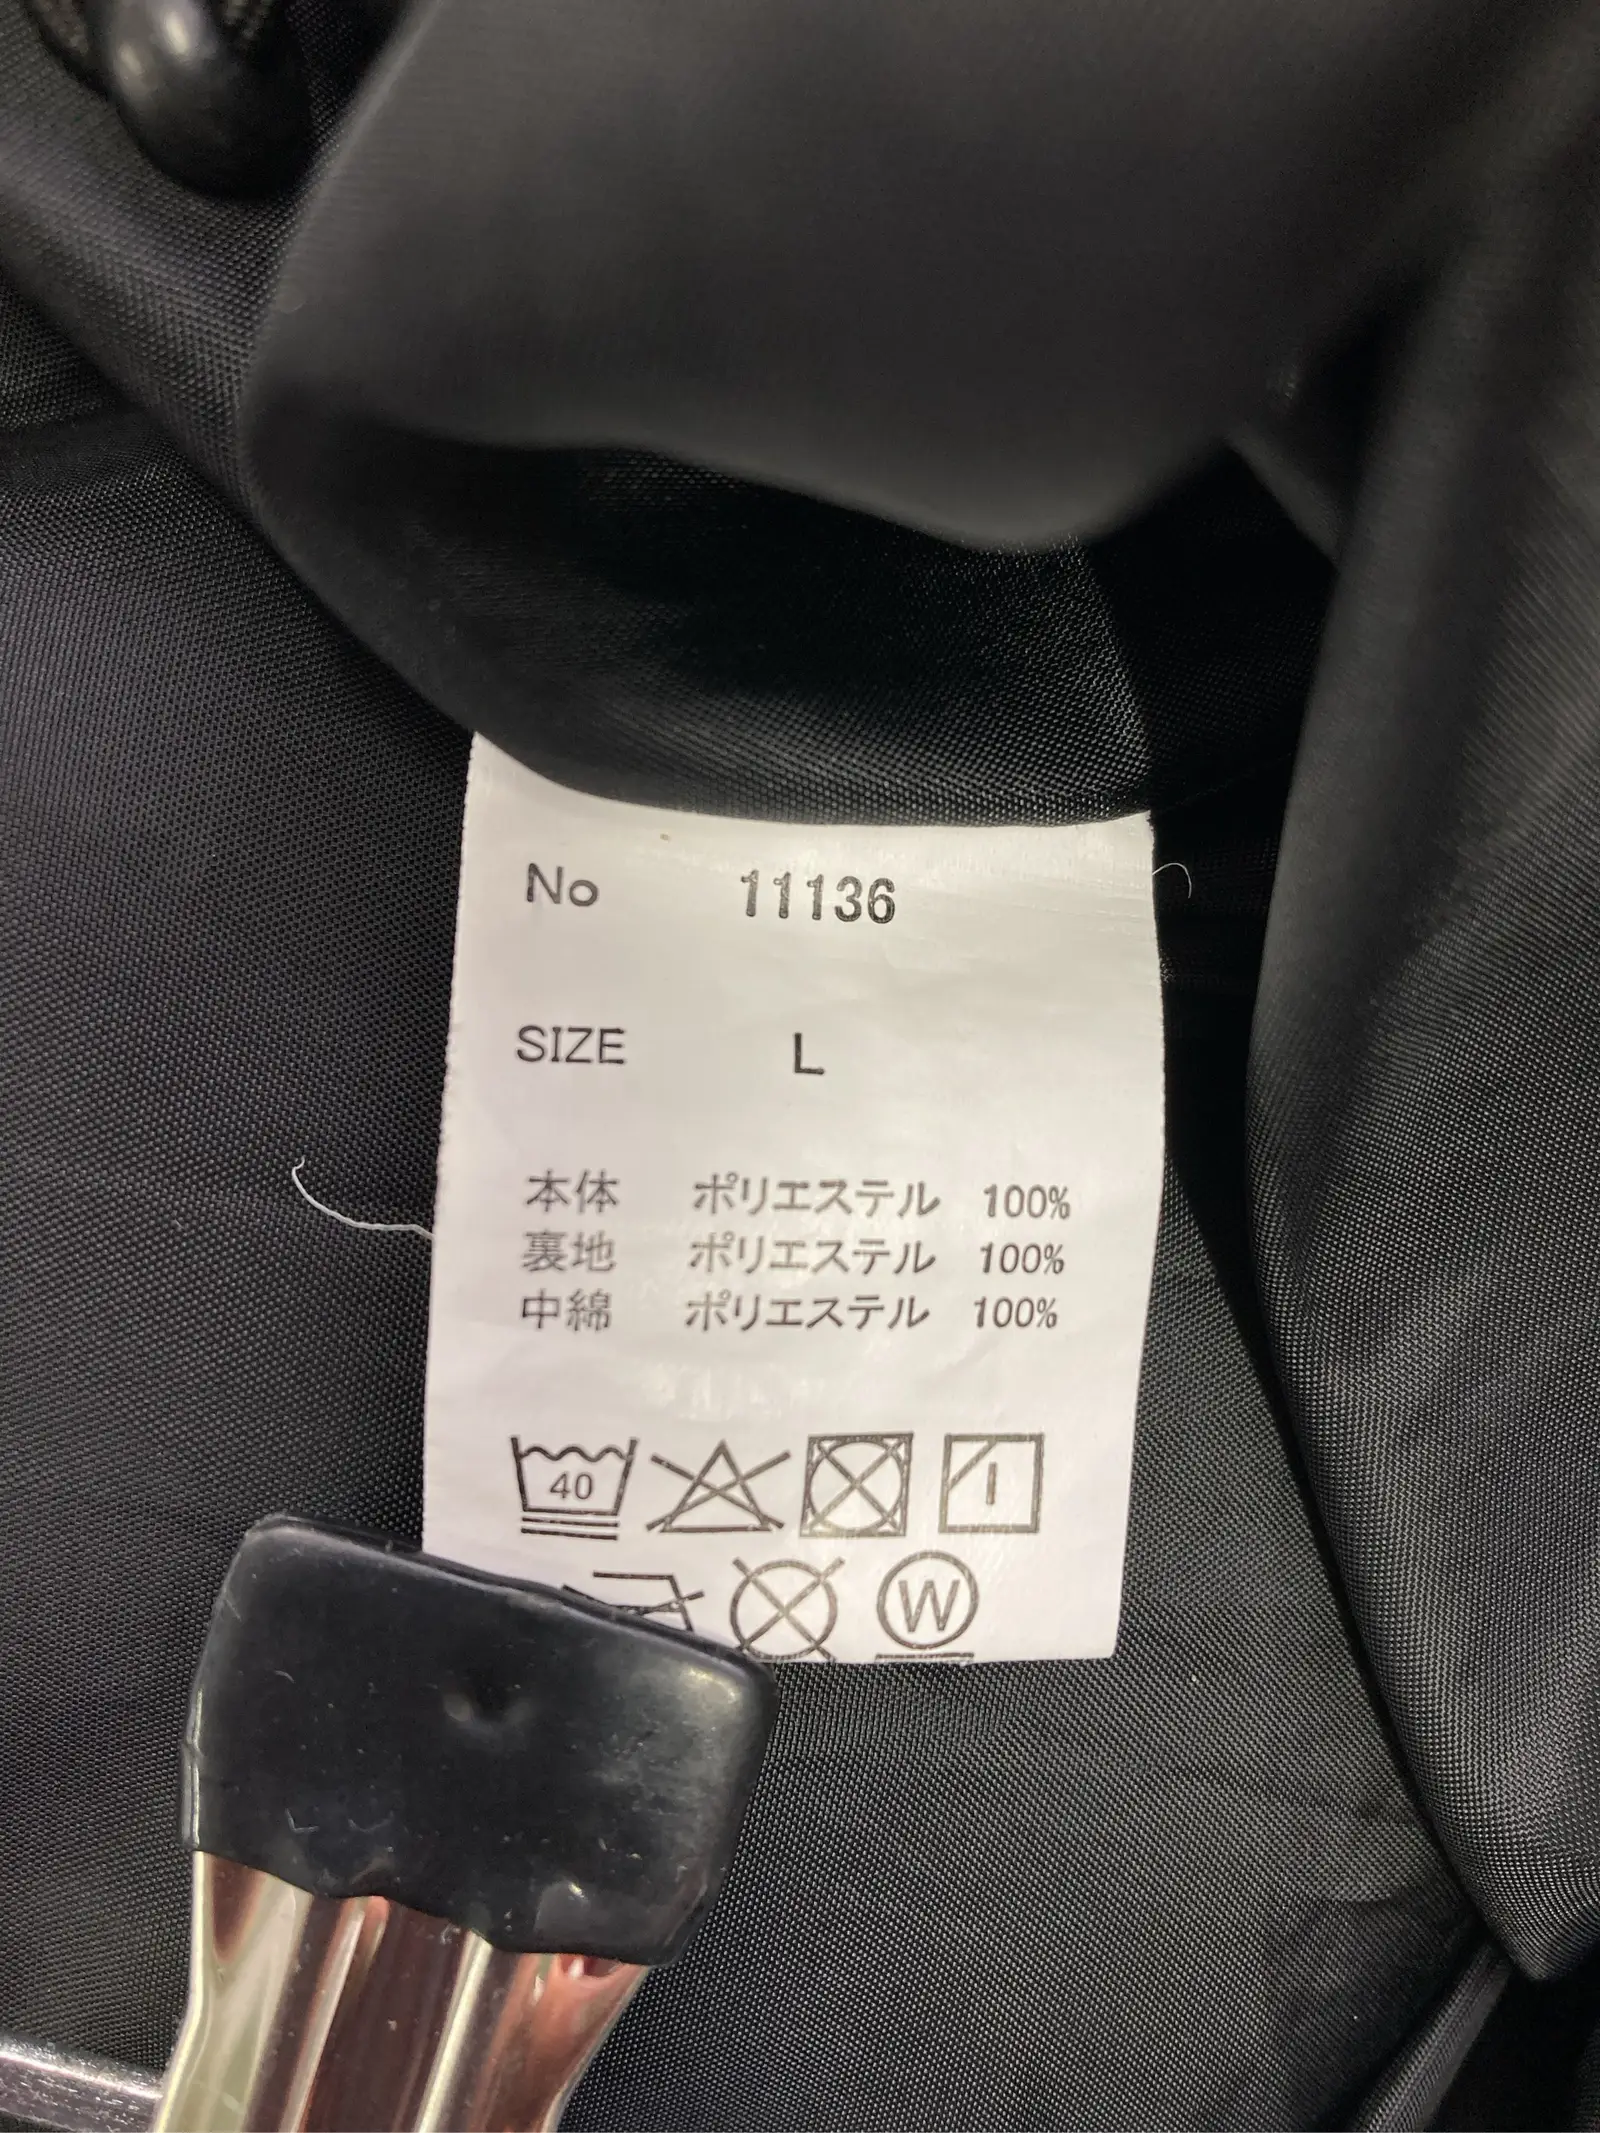 No 11136
SIZE L
本体 ポリエステル 100%
裏地 ポリエステル 100%
中綿 ポリエステル 100%
40
W